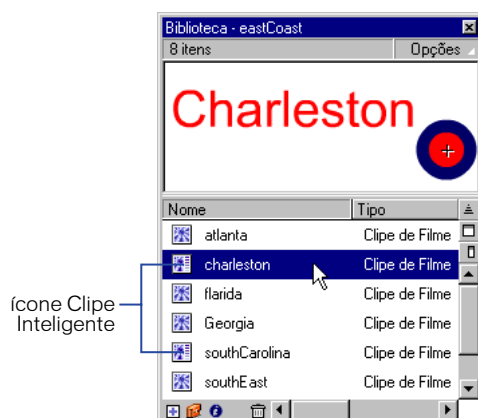 Biblioteca - eastCoast
8 itens Opções
Charleston
Nome Tipo
atlanta Clipe de Filme
charleston Clipe de Filme
flarida Clipe de Filme
Georgia Clipe de Filme
southCarolina Clipe de Filme
southEast Clipe de Filme
ícone Clipe
Inteligente